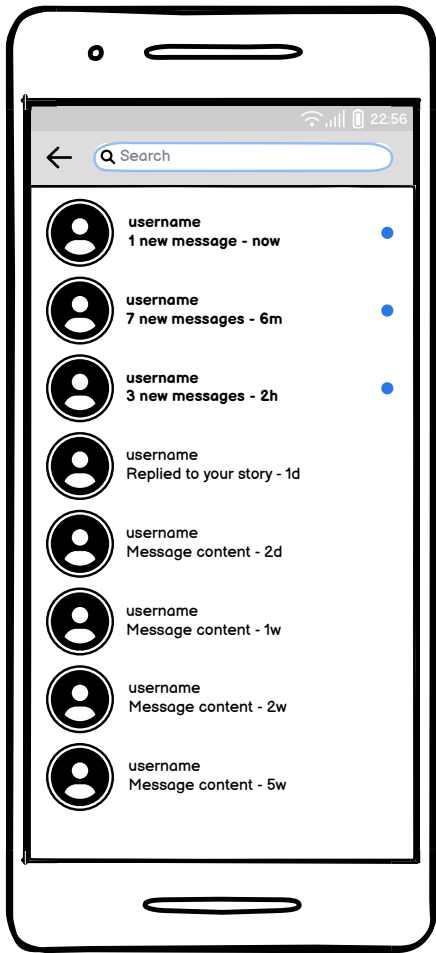 22:56
Search
username
1 new message - now
username
7 new messages - 6m
username
3 new messages - 2h
username
Replied to your story - 1d
username
Message content - 2d
username
Message content - 1w
username
Message content - 2w
username
Message content - 5w